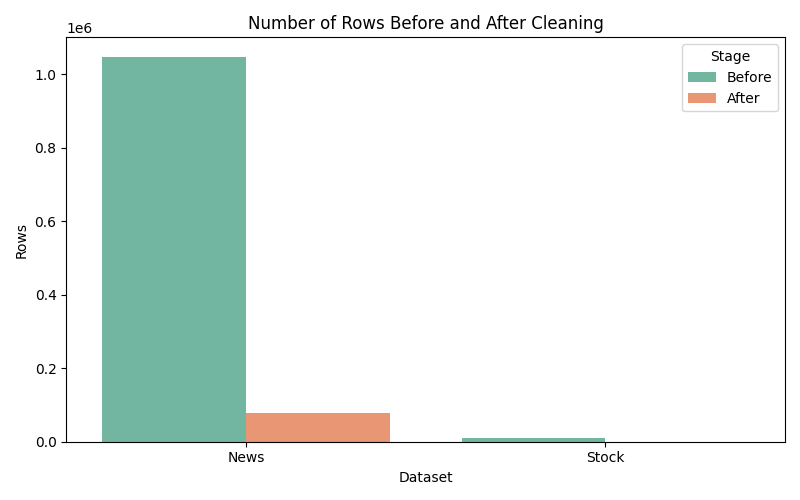 Number of Rows Before and After Cleaning
1e6
Stage
Before
After
1.0
0.8
0.6
0.4
0.2
0.0
Rows
News
Stock
Dataset